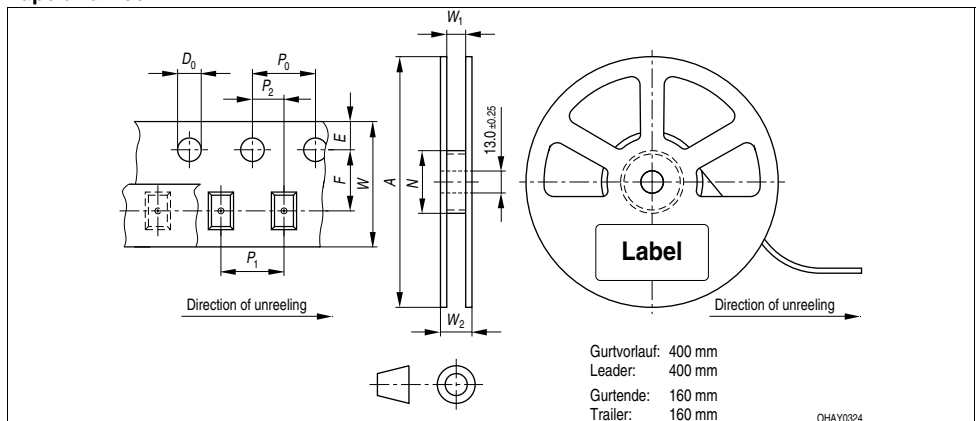 W1
D0
P0
P2
E
F
W
A
N
13.0 ±0.25
Label
P1
W2
Direction of unreeling
Direction of unreeling
Gurtvorlauf: 400 mm
Leader: 400 mm
Gurtende: 160 mm
Trailer: 160 mm
OHAY0324